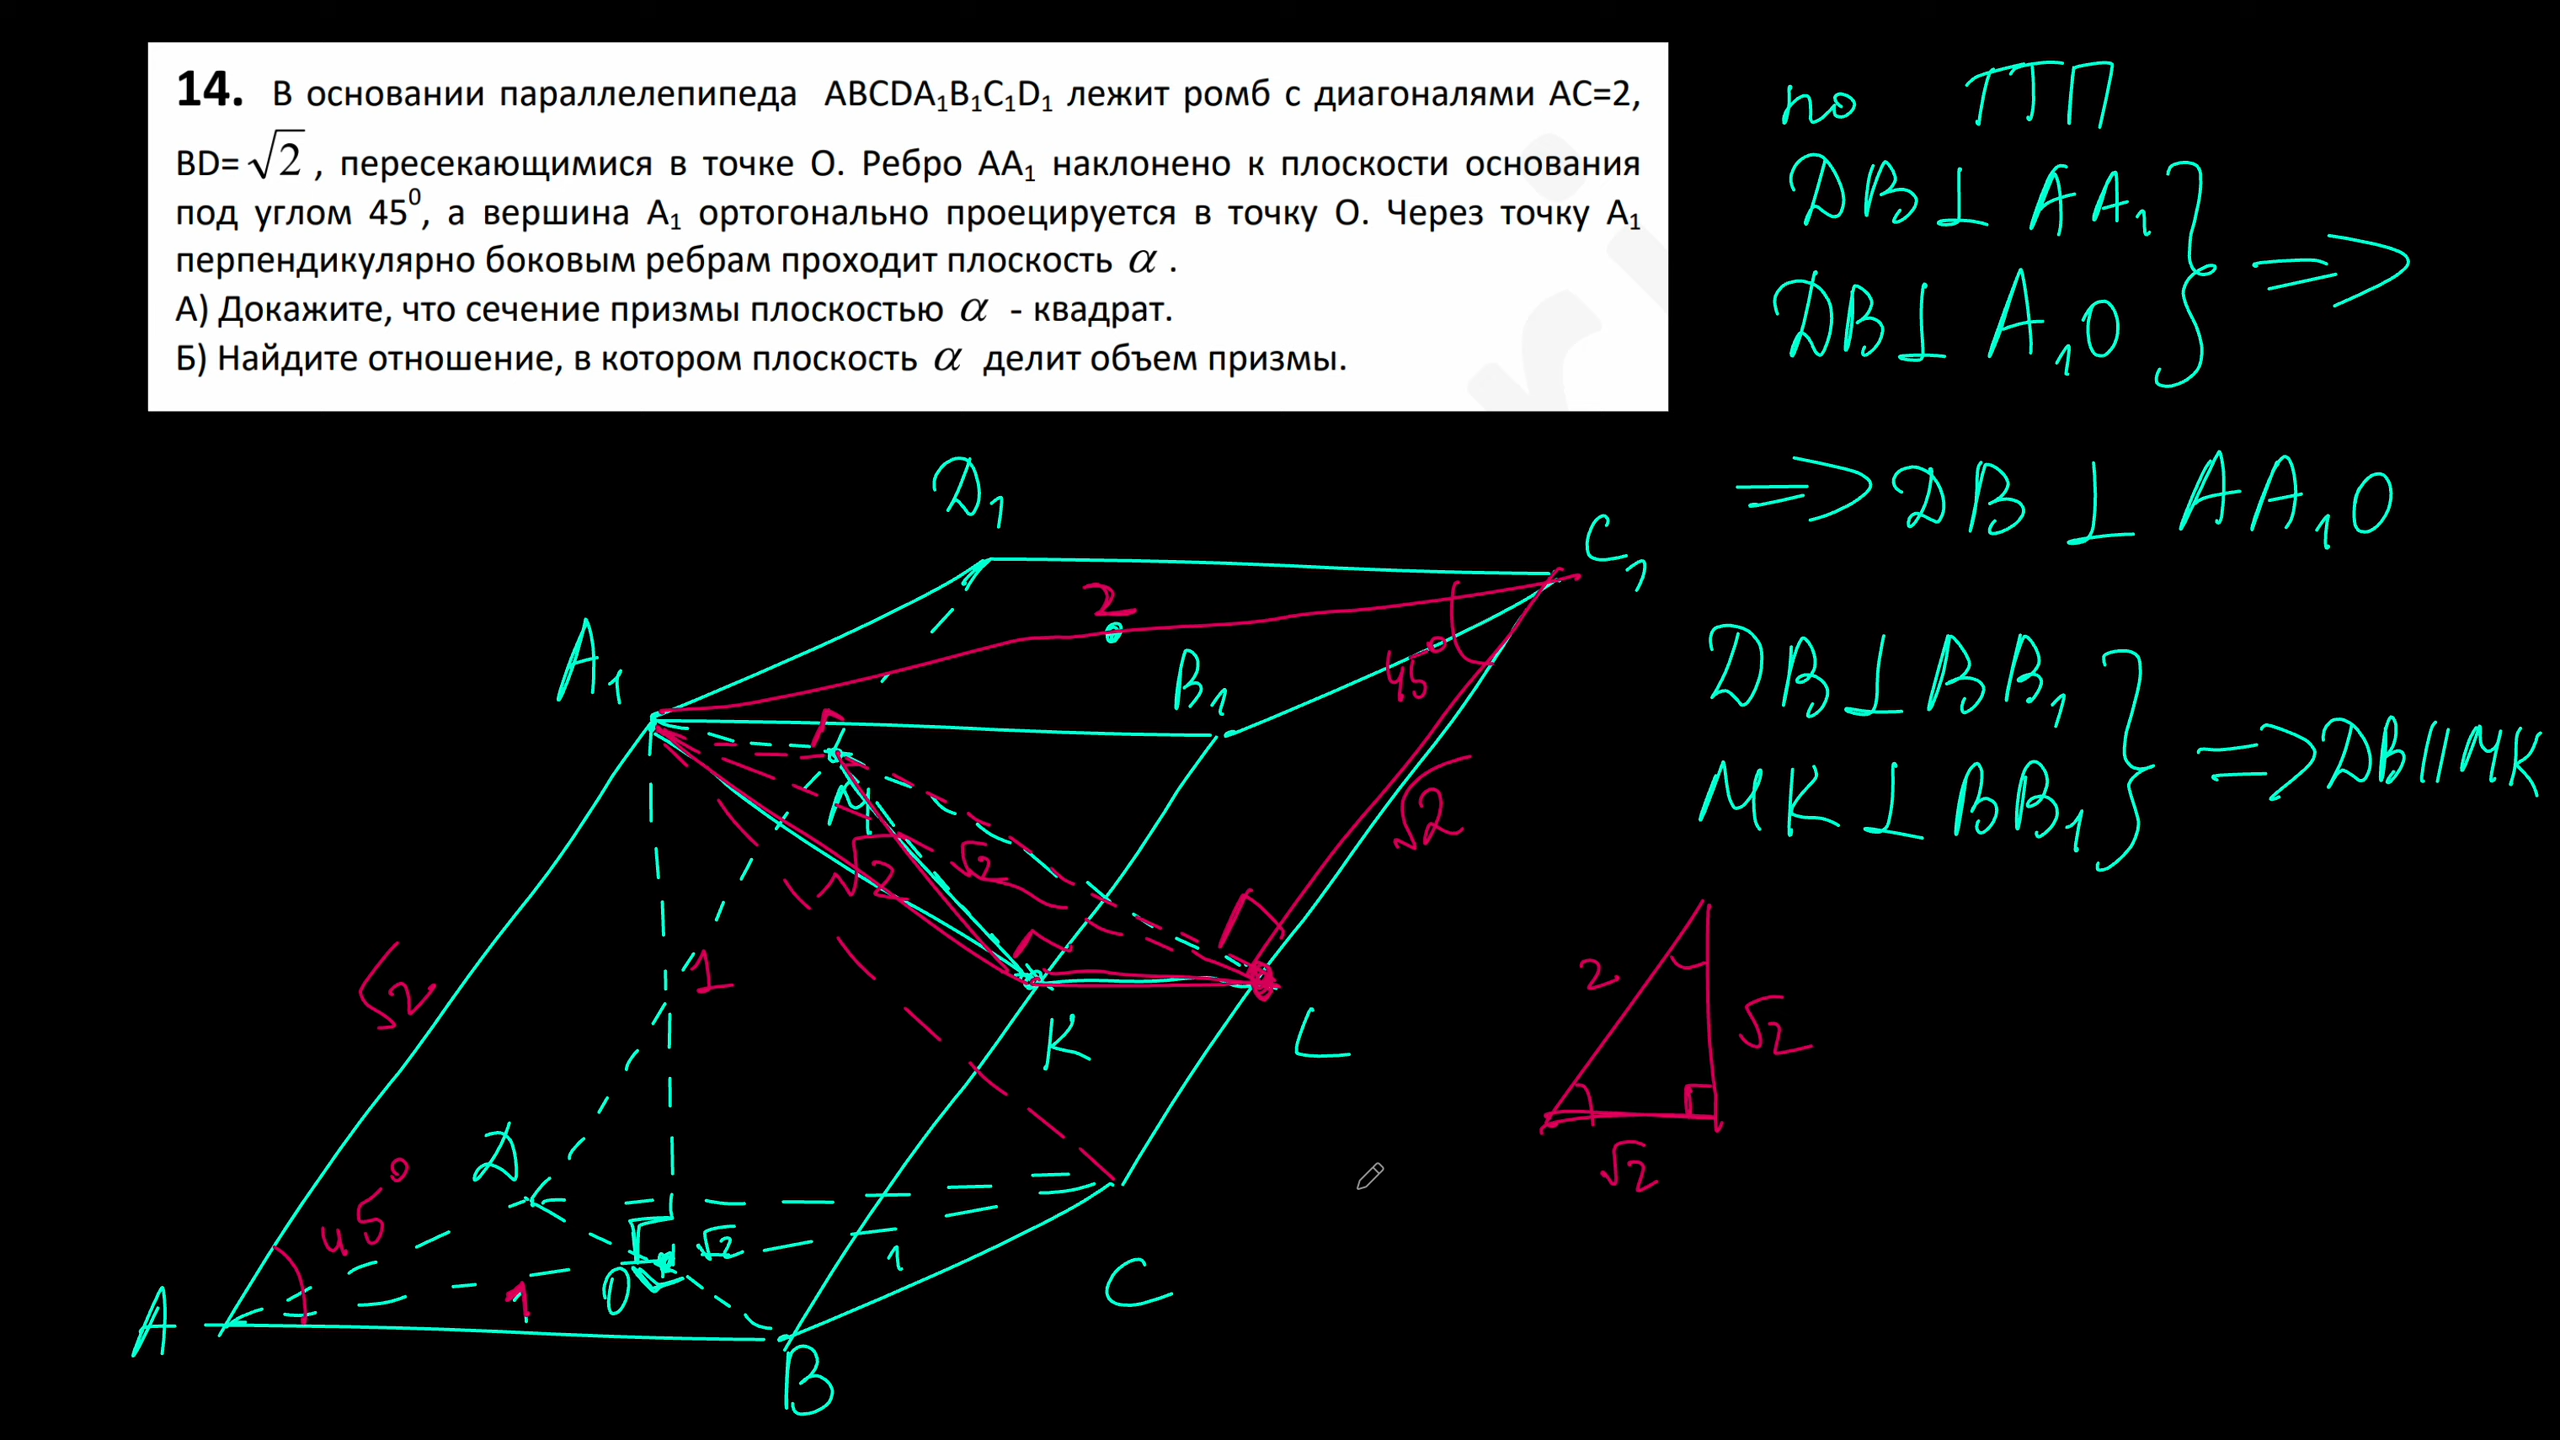 14. В основании параллелепипеда ABCDA₁B₁C₁D₁ лежит ромб с диагоналями AC=2,
BD=√2, пересекающимися в точке O. Ребро AA₁ наклонено к плоскости основания
под углом 45⁰, а вершина A₁ ортогонально проецируется в точку O. Через точку A₁
перпендикулярно боковым ребрам проходит плоскость α .
А) Докажите, что сечение призмы плоскостью α - квадрат.
Б) Найдите отношение, в котором плоскость α делит объем призмы.
по ТТП
DB ⊥ AA₁ }
DB ⊥ A₁O } =>
=> DB ⊥ AA₁O
DB ⊥ BB₁ }
MK ⊥ BB₁ } => DB || MK
D₁
C₁
2
A₁
B₁
45°
M
√2
√2
√2
1
√2
K
L
2
√2
√2
D
45°
√2
1
O
1
C
A
B